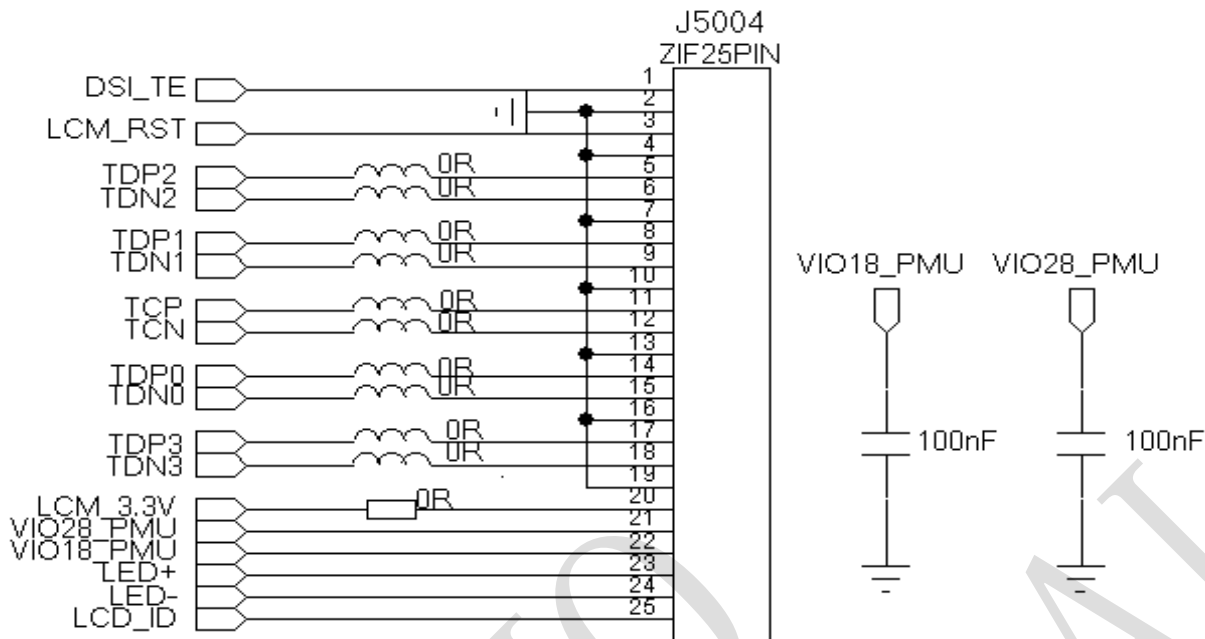 J5004
ZIF25PIN
DSI_TE
1
2
LCM_RST
3
4
TDP2
0R
5
TDN2
0R
6
7
TDP1
0R
8
TDN1
0R
9
10
TCP
0R
11
TCN
0R
12
13
TDP0
0R
14
TDN0
0R
15
16
TDP3
0R
17
TDN3
0R
18
19
LCM_3.3V
0R
20
VIO28_PMU
21
VIO18_PMU
22
LED+
23
LED-
24
LCD_ID
25
VIO18_PMU
VIO28_PMU
100nF
100nF